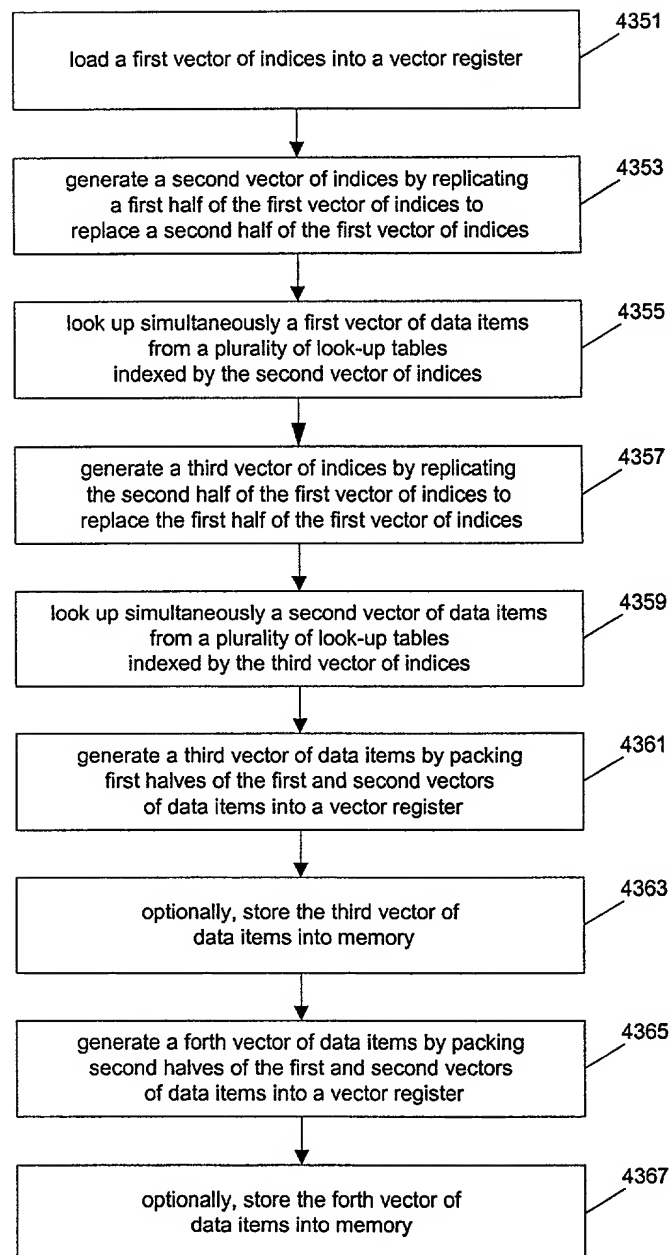 4351
load a first vector of indices into a vector register
4353
generate a second vector of indices by replicating
a first half of the first vector of indices to
replace a second half of the first vector of indices
4355
look up simultaneously a first vector of data items
from a plurality of look-up tables
indexed by the second vector of indices
4357
generate a third vector of indices by replicating
the second half of the first vector of indices to
replace the first half of the first vector of indices
4359
look up simultaneously a second vector of data items
from a plurality of look-up tables
indexed by the third vector of indices
4361
generate a third vector of data items by packing
first halves of the first and second vectors
of data items into a vector register
4363
optionally, store the third vector of
data items into memory
4365
generate a forth vector of data items by packing
second halves of the first and second vectors
of data items into a vector register
4367
optionally, store the forth vector of
data items into memory